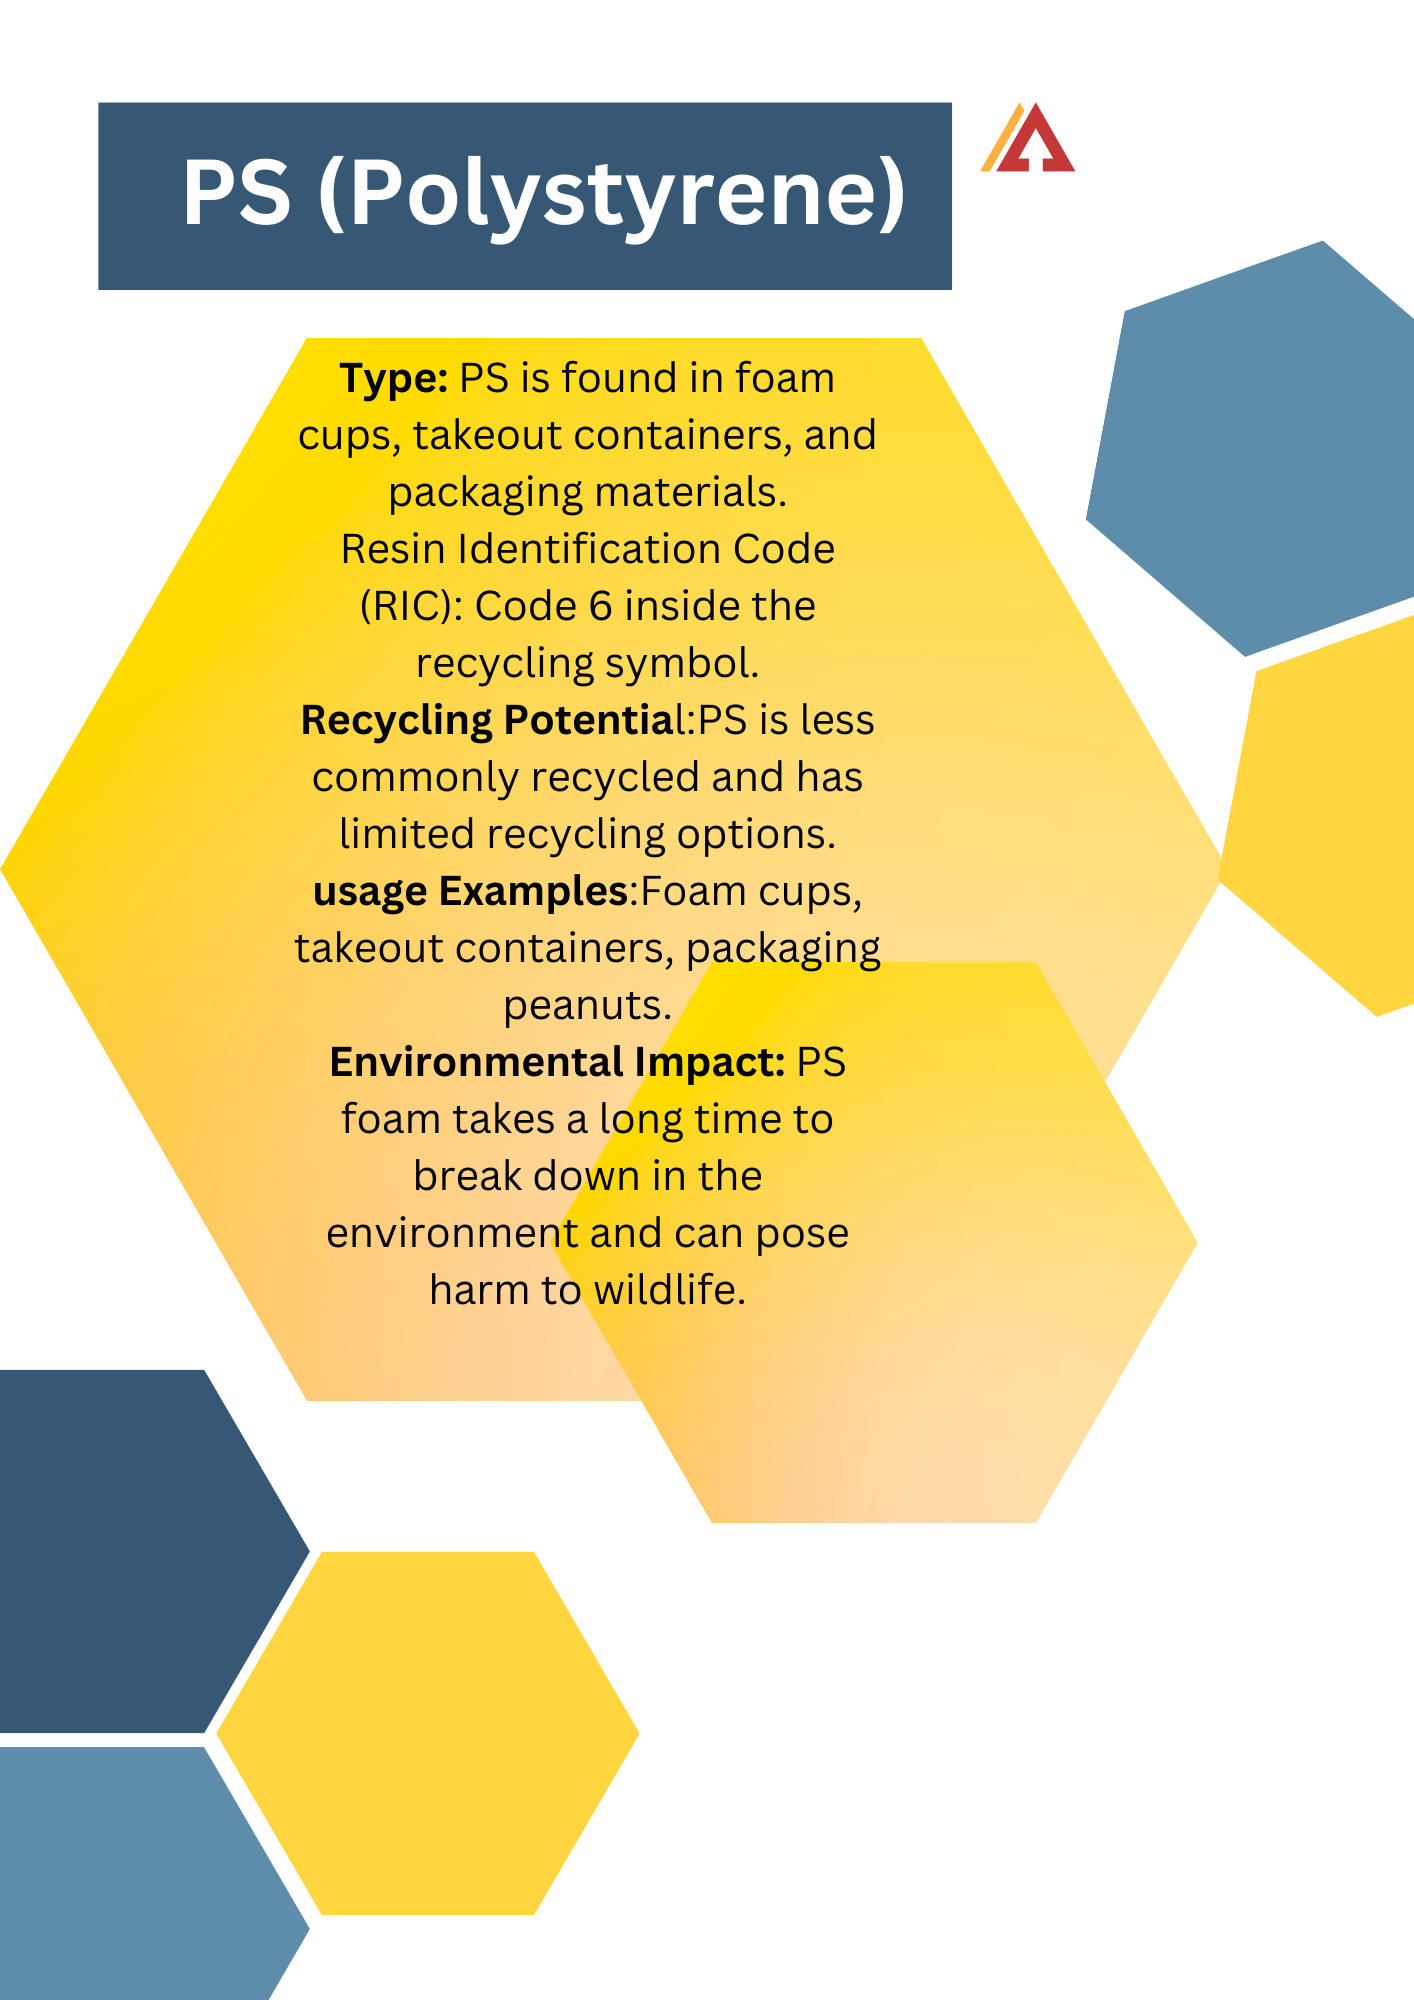 PS (Polystyrene)
Type: PS is found in foam
cups, takeout containers, and
packaging materials.
Resin Identification Code
(RIC): Code 6 inside the
recycling symbol.
Recycling Potential:PS is less
commonly recycled and has
limited recycling options.
usage Examples:Foam cups,
takeout containers, packaging
peanuts.
Environmental Impact: PS
foam takes a long time to
break down in the
environment and can pose
harm to wildlife.